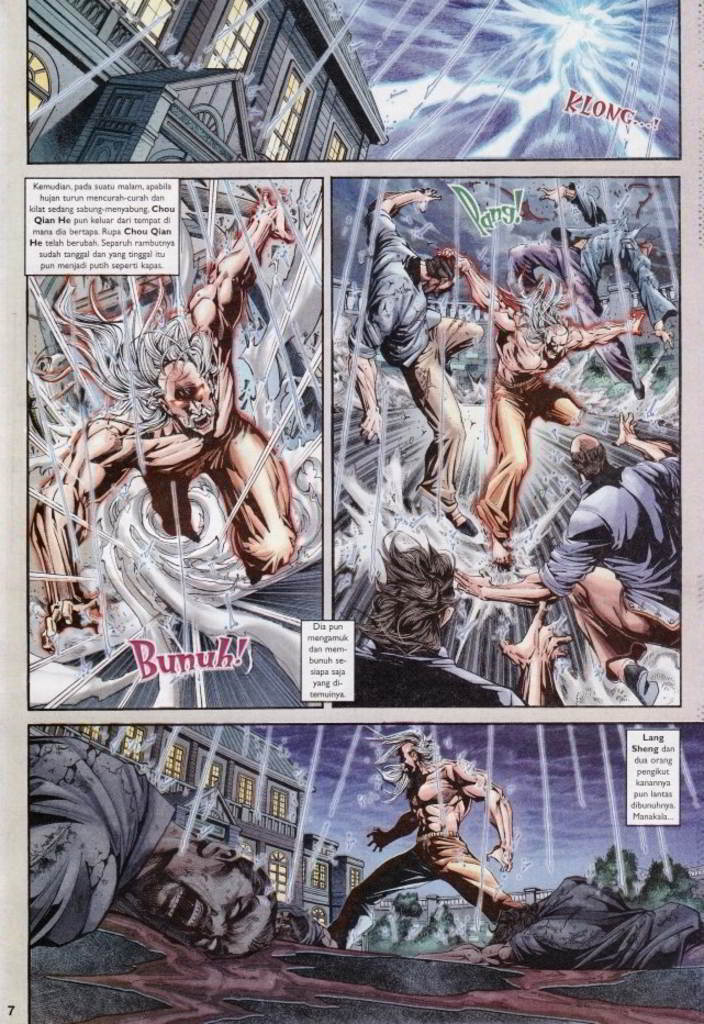 KLONG...!
Kemudian, pada suatu malam, apabila
hujan turun mencurah-curah dan
kilat sedang sabung-menyabung, Chou
Qian He pun keluar dari tempat di
mana dia bertapa. Rupa Chou Qian
He telah berubah. Separuh rambutnya
sudah tanggal dan yang tinggal itu
pun menjadi putih seperti kapas.
Bunuh!
Pang!
Dia pun
mengamuk
dan mem-
bunuh se-
siapa saja
yang di-
temuinya.
Lang
Sheng dan
dua orang
pengikut
kanannya
pun lantas
dibunuhnya.
Manakala...
7